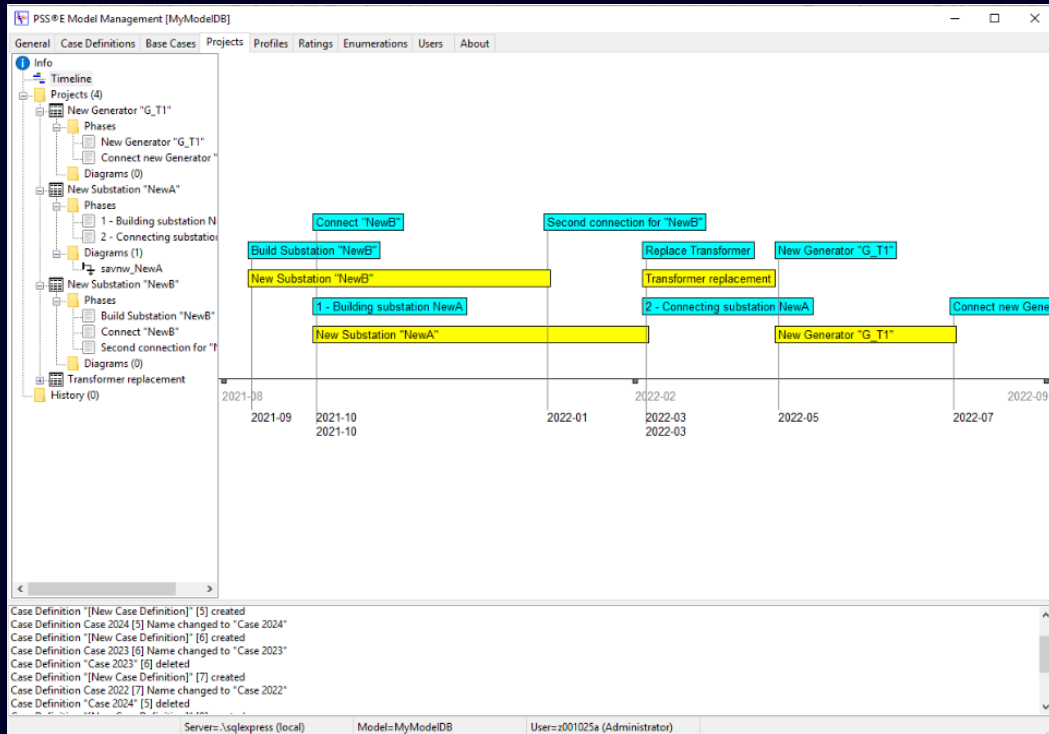 PSS®E Model Management [MyModelDB]
General Case Definitions Base Cases Projects Profiles Ratings Enumerations Users About
Info
Timeline
Projects (4)
New Generator "G_T1"
Phases
New Generator "G_T1"
Connect new Generator "
Diagrams (0)
New Substation "NewA"
Phases
1 - Building substation N
2 - Connecting substation
Diagrams (1)
savnw_NewA
New Substation "NewB"
Phases
Build Substation "NewB"
Connect "NewB"
Second connection for "N
Diagrams (0)
Transformer replacement
History (0)
Connect "NewB" Second connection for "NewB"
Build Substation "NewB" Replace Transformer New Generator "G_T1"
New Substation "NewB" Transformer replacement
1 - Building substation NewA 2 - Connecting substation NewA Connect new Gene
New Substation "NewA" New Generator "G_T1"
2021-08 2022-02 2022-09
2021-09 2021-10 2022-01 2022-03 2022-05 2022-07
2021-10 2022-03
Case Definition "[New Case Definition]" [5] created
Case Definition Case 2024 [5] Name changed to "Case 2024"
Case Definition "[New Case Definition]" [6] created
Case Definition Case 2023 [6] Name changed to "Case 2023"
Case Definition "Case 2023" [6] deleted
Case Definition "[New Case Definition]" [7] created
Case Definition Case 2022 [7] Name changed to "Case 2022"
Case Definition "Case 2024" [5] deleted
Server=.\sqlexpress (local) Model=MyModelDB User=z001025a (Administrator)